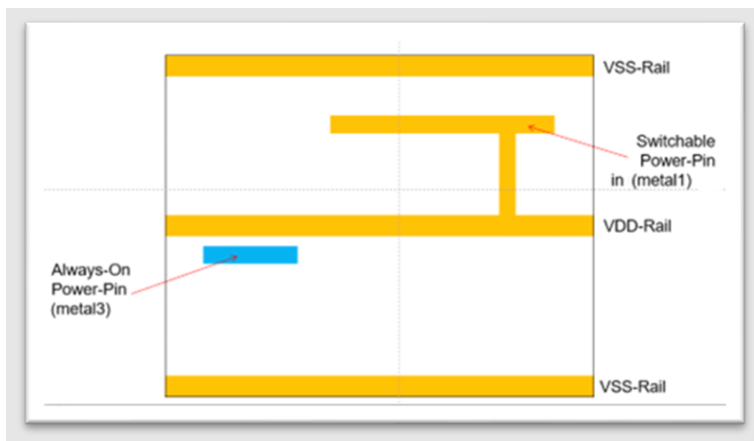 VSS-Rail
Switchable
Power-Pin
in (metal1)
VDD-Rail
Always-On
Power-Pin
(metal3)
VSS-Rail